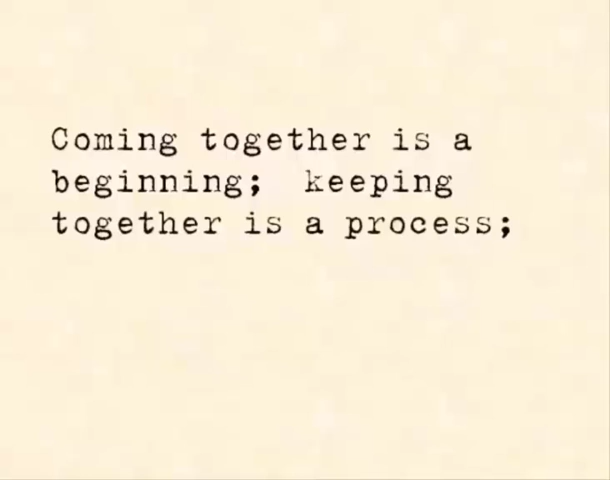 Coming together is a
beginning;  keeping
together is a process;